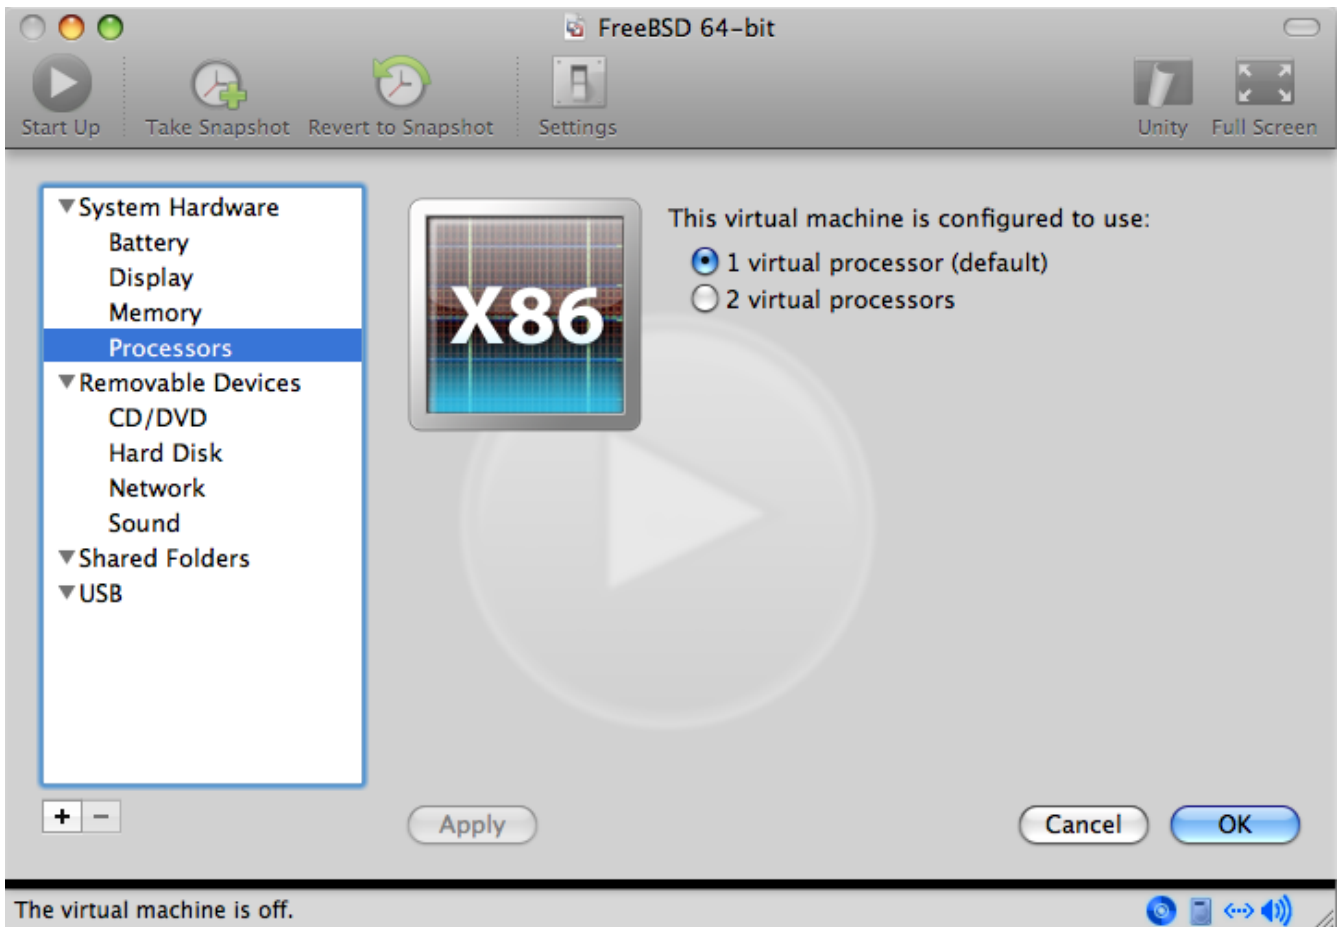 FreeBSD 64-bit
Start Up Take Snapshot Revert to Snapshot Settings Unity Full Screen
System Hardware
Battery
Display
Memory
Processors
Removable Devices
CD/DVD
Hard Disk
Network
Sound
Shared Folders
USB
X86
This virtual machine is configured to use:
1 virtual processor (default)
2 virtual processors
+ −
Apply Cancel OK
The virtual machine is off.